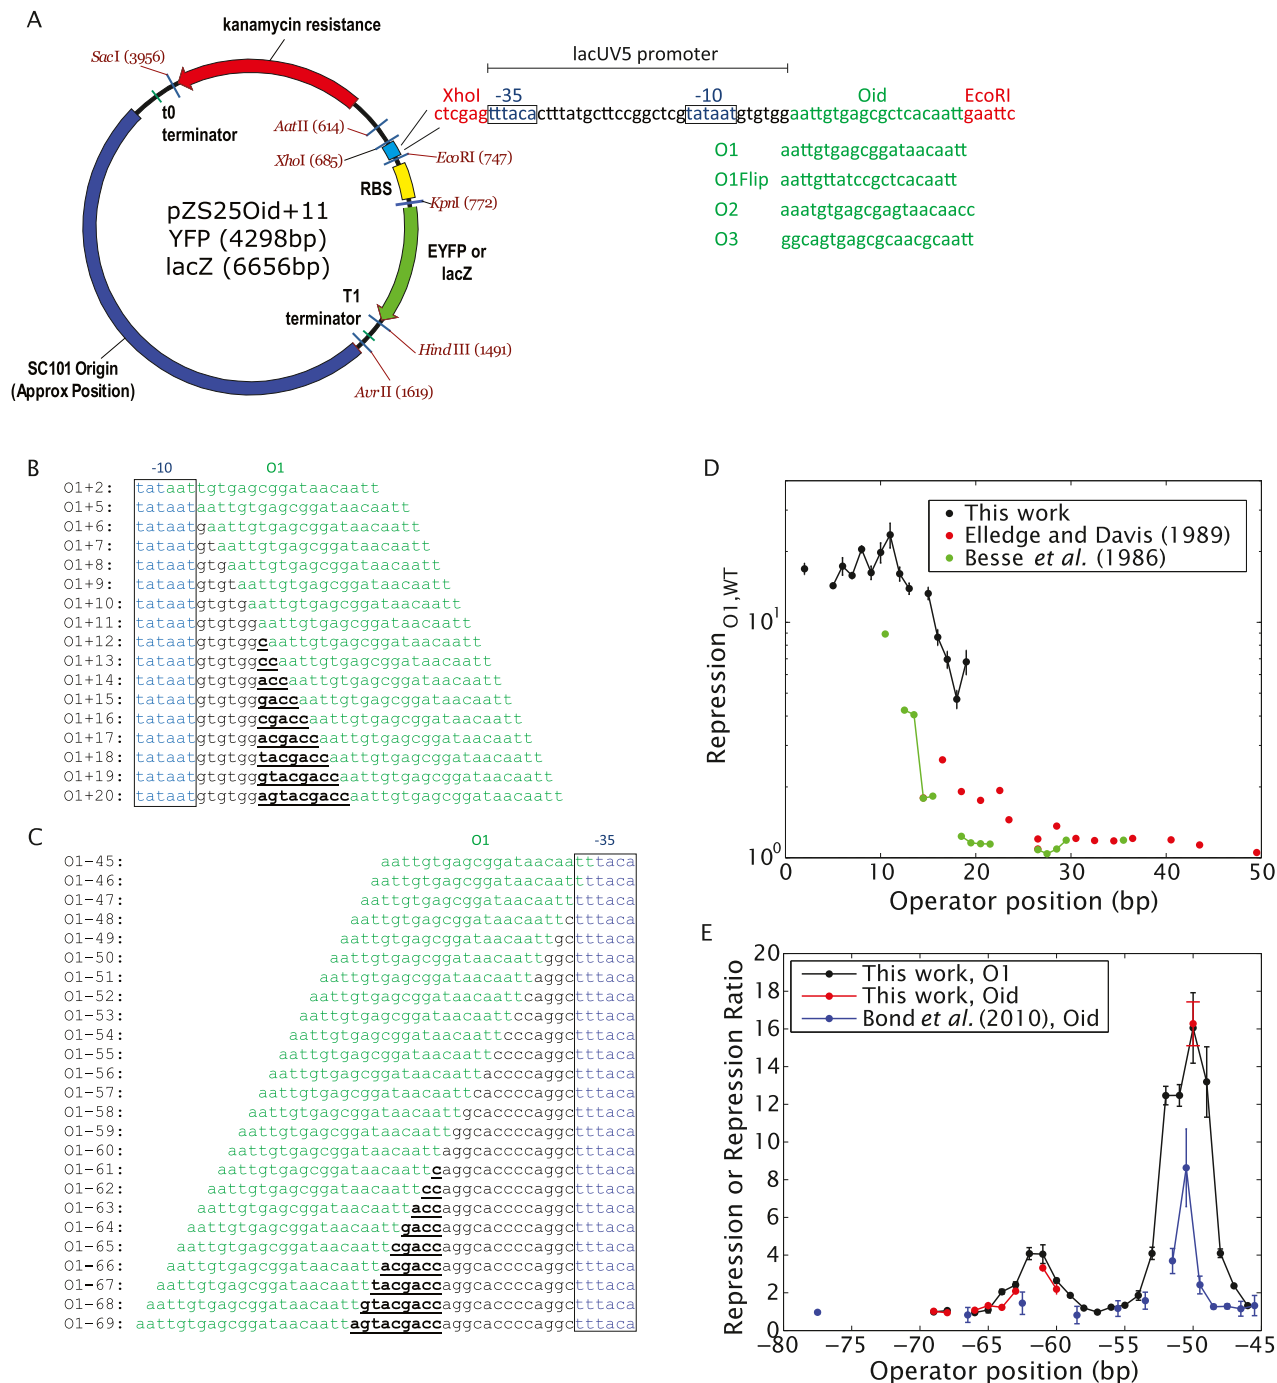 A
kanamycin resistance
SacI (3956)
t0
terminator
AatII (614)
XhoI (685)
EcoRI (747)
RBS
KpnI (772)
pZS25Oid+11
YFP (4298bp)
lacZ (6656bp)
EYFP or
lacZ
T1
terminator
HindIII (1491)
AvrII (1619)
SC101 Origin
(Approx Position)
lacUV5 promoter
XhoI -35 -10 Oid EcoRI
ctcgagtttacactttatgcttccggctcgtataatgtgtggaattgtgagcgctcacaattgaattc
O1 aattgtgagcggataacaatt
O1Flip aattgttatccgctcacaatt
O2 aaatgtgagcgagtaacaacc
O3 ggcagtgagcgcaacgcaatt
B
-10 O1
O1+2: tataattgtgagcggataacaatt
O1+5: tataataattgtgagcggataacaatt
O1+6: tataatgaattgtgagcggataacaatt
O1+7: tataatgtaattgtgagcggataacaatt
O1+8: tataatgtgaattgtgagcggataacaatt
O1+9: tataatgtgtaattgtgagcggataacaatt
O1+10: tataatgtgtgaattgtgagcggataacaatt
O1+11: tataatgtgtggaattgtgagcggataacaatt
O1+12: tataatgtgtggcaattgtgagcggataacaatt
O1+13: tataatgtgtggccaattgtgagcggataacaatt
O1+14: tataatgtgtggaccaattgtgagcggataacaatt
O1+15: tataatgtgtgggaccaattgtgagcggataacaatt
O1+16: tataatgtgtggcgaccaattgtgagcggataacaatt
O1+17: tataatgtgtggacgaccaattgtgagcggataacaatt
O1+18: tataatgtgtggtacgaccaattgtgagcggataacaatt
O1+19: tataatgtgtgggtacgaccaattgtgagcggataacaatt
O1+20: tataatgtgtggagtacgaccaattgtgagcggataacaatt
C
O1 -35
O1-45: aattgtgagcggataacaatttaca
O1-46: aattgtgagcggataacaattttaca
O1-47: aattgtgagcggataacaatttttaca
O1-48: aattgtgagcggataacaattctttaca
O1-49: aattgtgagcggataacaattgctttaca
O1-50: aattgtgagcggataacaattggctttaca
O1-51: aattgtgagcggataacaattaggctttaca
O1-52: aattgtgagcggataacaattcaggctttaca
O1-53: aattgtgagcggataacaattccaggctttaca
O1-54: aattgtgagcggataacaattcccaggctttaca
O1-55: aattgtgagcggataacaattccccaggctttaca
O1-56: aattgtgagcggataacaattaccccaggctttaca
O1-57: aattgtgagcggataacaattcaccccaggctttaca
O1-58: aattgtgagcggataacaattgcaccccaggctttaca
O1-59: aattgtgagcggataacaattggcaccccaggctttaca
O1-60: aattgtgagcggataacaattaggcaccccaggctttaca
O1-61: aattgtgagcggataacaattcaggcaccccaggctttaca
O1-62: aattgtgagcggataacaattccaggcaccccaggctttaca
O1-63: aattgtgagcggataacaattaccaggcaccccaggctttaca
O1-64: aattgtgagcggataacaattgaccaggcaccccaggctttaca
O1-65: aattgtgagcggataacaattcgaccaggcaccccaggctttaca
O1-66: aattgtgagcggataacaattacgaccaggcaccccaggctttaca
O1-67: aattgtgagcggataacaatttacgaccaggcaccccaggctttaca
O1-68: aattgtgagcggataacaattgtacgaccaggcaccccaggctttaca
O1-69: aattgtgagcggataacaattagtacgaccaggcaccccaggctttaca
D
This work
Elledge and Davis (1989)
Besse et al. (1986)
Repression O1,WT
10^1
10^0
0 10 20 30 40 50
Operator position (bp)
E
This work, O1
This work, Oid
Bond et al. (2010), Oid
Repression or Repression Ratio
20
18
16
14
12
10
8
6
4
2
0
−80 −75 −70 −65 −60 −55 −50 −45
Operator position (bp)